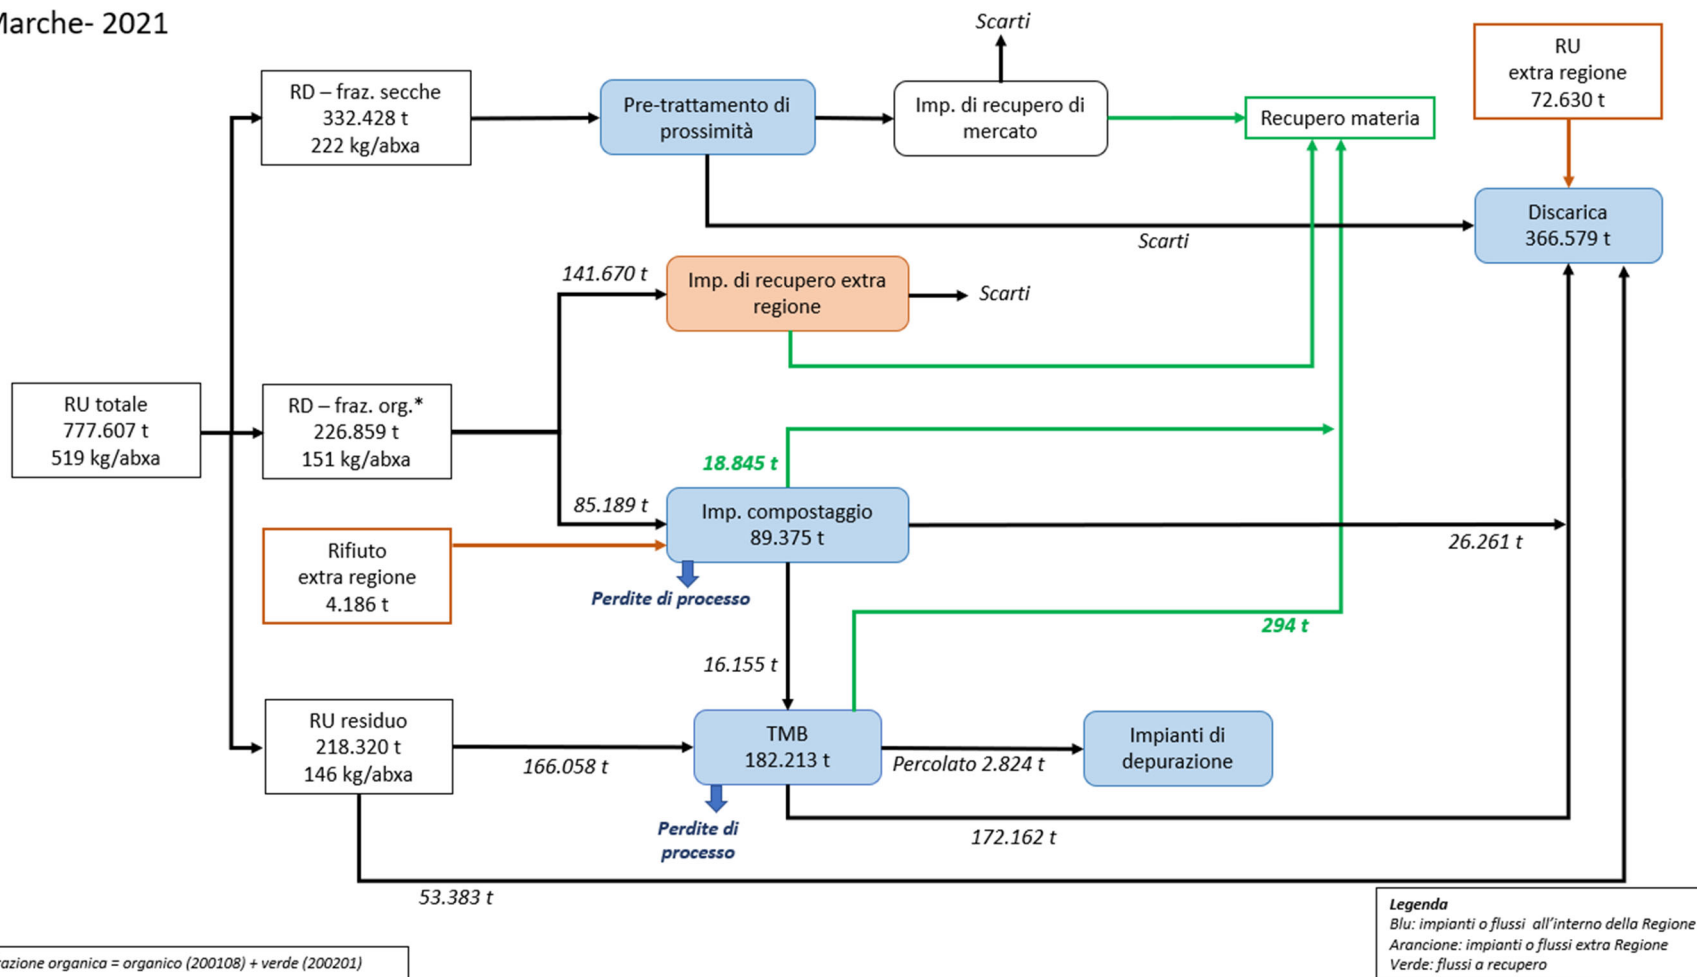 Marche- 2021
Scarti
RU
extra regione
72.630 t
RD – fraz. secche
332.428 t
222 kg/abxa
Pre-trattamento di
prossimità
Imp. di recupero di
mercato
Recupero materia
Discarica
366.579 t
Scarti
141.670 t
Imp. di recupero extra
regione
Scarti
RU totale
777.607 t
519 kg/abxa
RD – fraz. org.*
226.859 t
151 kg/abxa
18.845 t
85.189 t
Imp. compostaggio
89.375 t
26.261 t
Rifiuto
extra regione
4.186 t
Perdite di processo
294 t
16.155 t
RU residuo
218.320 t
146 kg/abxa
166.058 t
TMB
182.213 t
Percolato 2.824 t
Impianti di
depurazione
Perdite di
processo
172.162 t
53.383 t
Legenda
Blu: impianti o flussi all’interno della Regione
Arancione: impianti o flussi extra Regione
Verde: flussi a recupero
razione organica = organico (200108) + verde (200201)